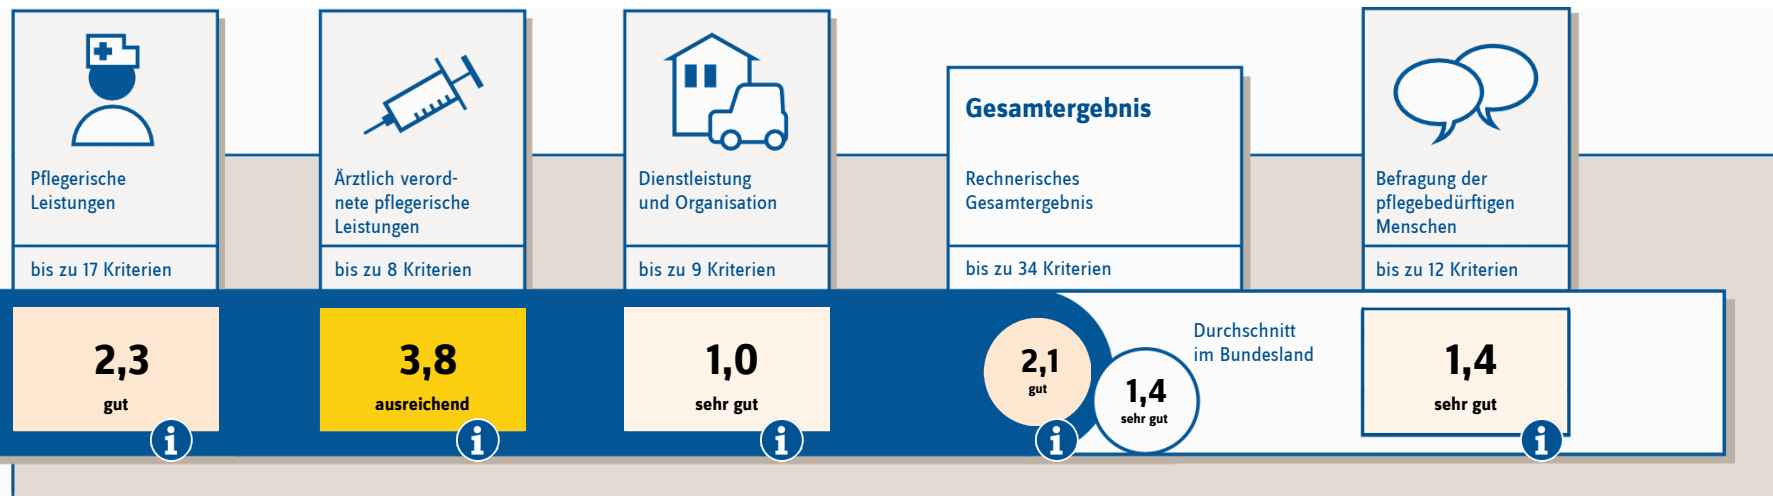 Pflegerische
Leistungen
bis zu 17 Kriterien
2,3
gut
i
Ärztlich verord-
nete pflegerische
Leistungen
bis zu 8 Kriterien
3,8
ausreichend
i
Dienstleistung
und Organisation
bis zu 9 Kriterien
1,0
sehr gut
i
Gesamtergebnis
Rechnerisches
Gesamtergebnis
bis zu 34 Kriterien
2,1
gut
i
Durchschnitt
im Bundesland
1,4
sehr gut
Befragung der
pflegebedürftigen
Menschen
bis zu 12 Kriterien
1,4
sehr gut
i